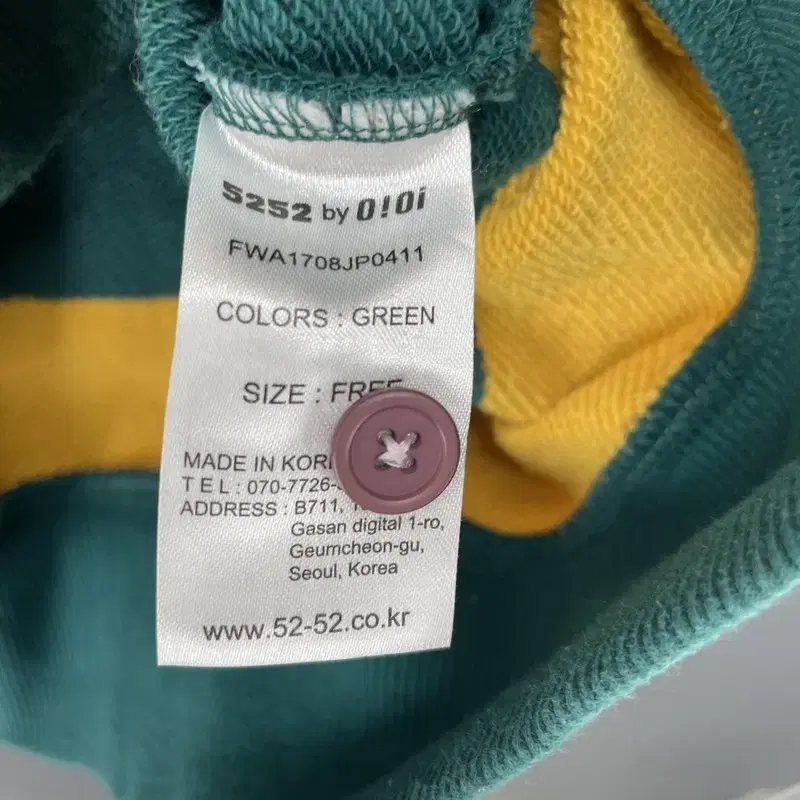 5252 by O!Oi
FWA1708JP0411
COLORS : GREEN
SIZE : FREE
MADE IN
TEL : 070-7726-
ADDRESS : B711,
Gasan digital 1-ro,
Geumcheon-gu,
Seoul, Korea
www.52-52.co.kr